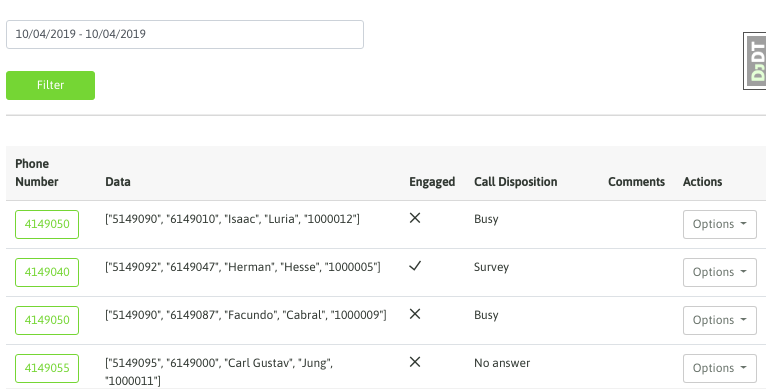 10/04/2019 - 10/04/2019
Filter
DJDT
Phone Number Data Engaged Call Disposition Comments Actions
4149050 ["5149090", "6149010", "Isaac", "Luria", "1000012"] Busy Options
4149040 ["5149092", "6149047", "Herman", "Hesse", "1000005"] Survey Options
4149050 ["5149090", "6149087", "Facundo", "Cabral", "1000009"] Busy Options
4149055 ["5149095", "6149000", "Carl Gustav", "Jung", No answer Options
"1000011"]